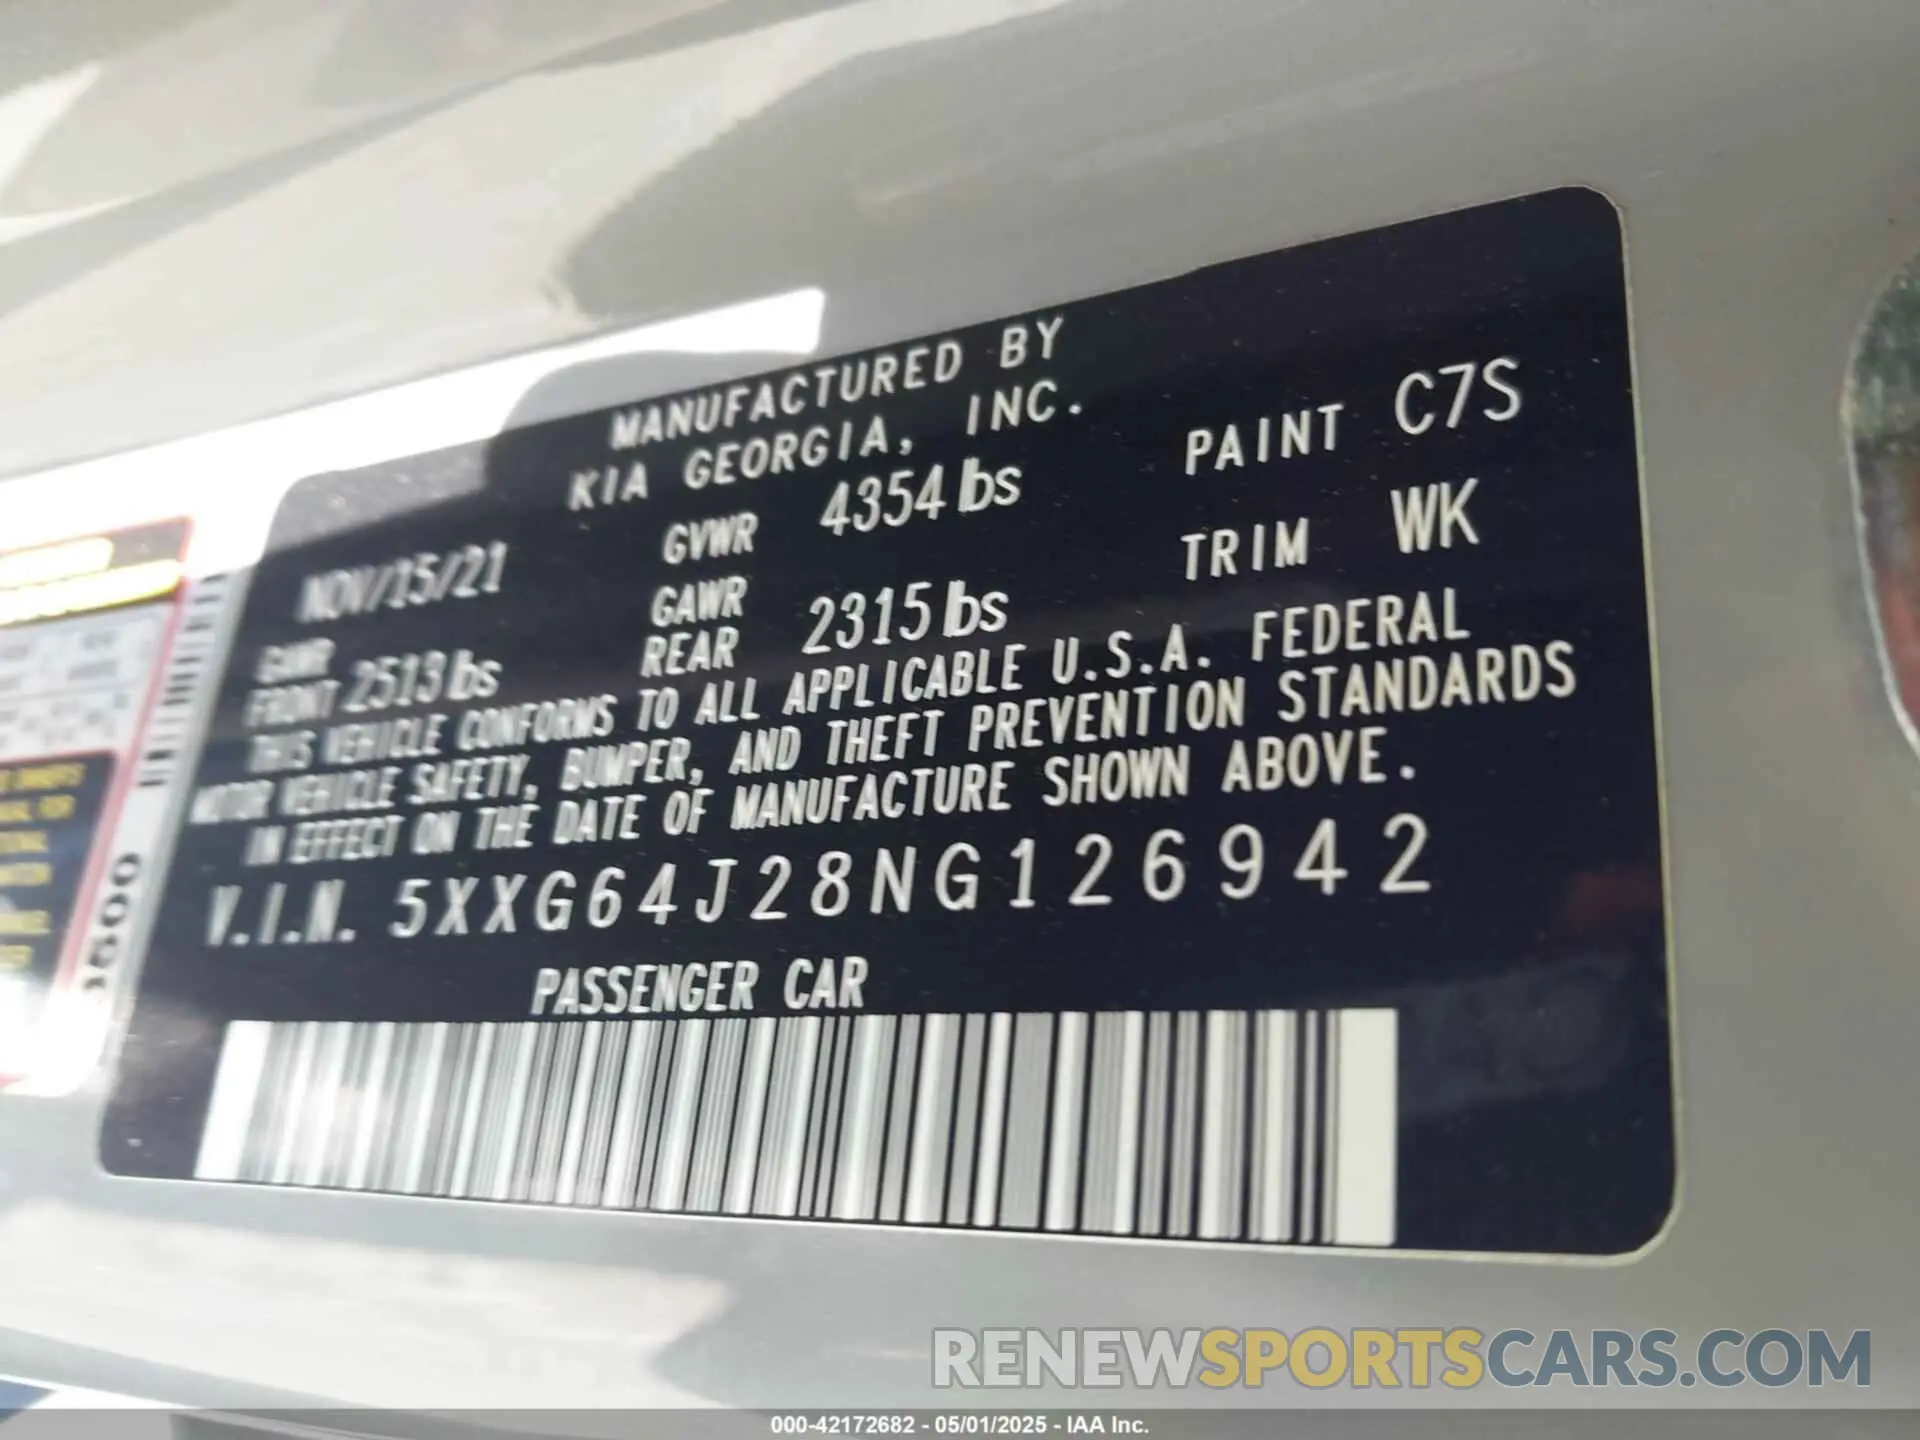 MANUFACTURED BY
KIA GEORGIA, INC.
NOV/15/21 GVWR 4354 lbs PAINT C7S
GAWR GAWR TRIM WK
FRONT 2513 lbs REAR 2315 lbs
THIS VEHICLE CONFORMS TO ALL APPLICABLE U.S.A. FEDERAL
MOTOR VEHICLE SAFETY, BUMPER, AND THEFT PREVENTION STANDARDS
IN EFFECT ON THE DATE OF MANUFACTURE SHOWN ABOVE.
V.I.N. 5XXG64J28NG126942
PASSENGER CAR
RENEWSPORTSCARS.COM
000-42172682 - 05/01/2025 - IAA Inc.